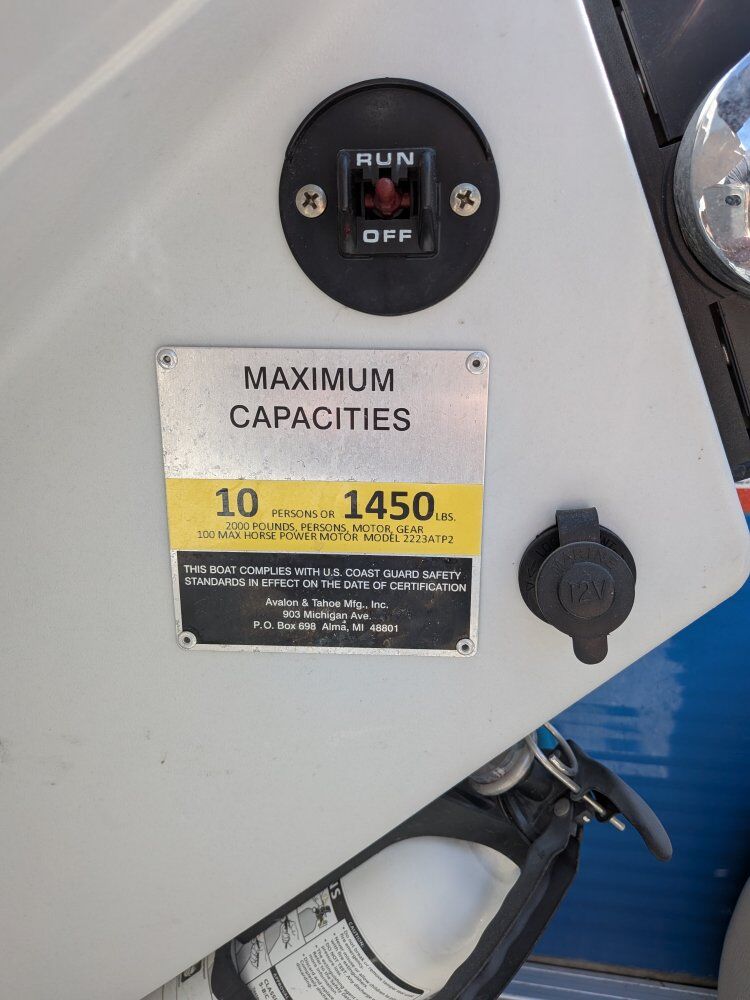 RUN
OFF
MAXIMUM
CAPACITIES
10 PERSONS OR 1450 LBS.
2000 POUNDS, PERSONS, MOTOR, GEAR
100 MAX HORSE POWER MOTOR MODEL 2223ATP2
THIS BOAT COMPLIES WITH U.S. COAST GUARD SAFETY
STANDARDS IN EFFECT ON THE DATE OF CERTIFICATION
Avalon & Tahoe Mfg., Inc.
903 Michigan Ave.
P.O. Box 698 Alma, MI 48801
MARINE
12V
CAUTION